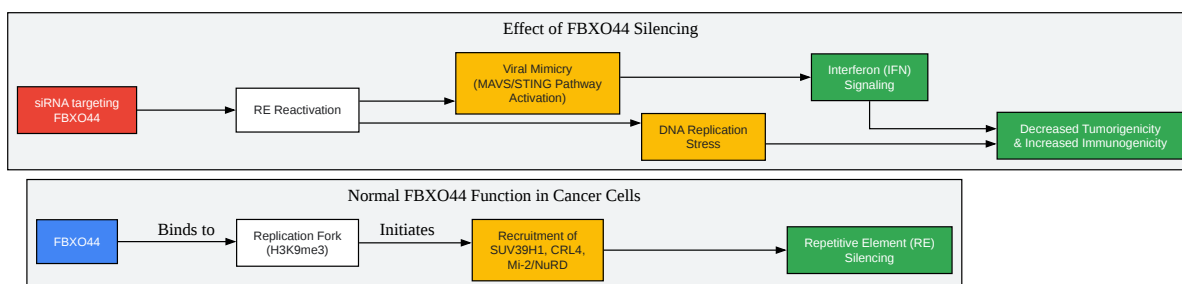 Effect of FBXO44 Silencing
siRNA targeting
FBXO44
RE Reactivation
Viral Mimicry
(MAVS/STING Pathway
Activation)
DNA Replication
Stress
Interferon (IFN)
Signaling
Decreased Tumorigenicity
& Increased Immunogenicity
Normal FBXO44 Function in Cancer Cells
FBXO44
Binds to
Replication Fork
(H3K9me3)
Initiates
Recruitment of
SUV39H1, CRL4,
Mi-2/NuRD
Repetitive Element (RE)
Silencing